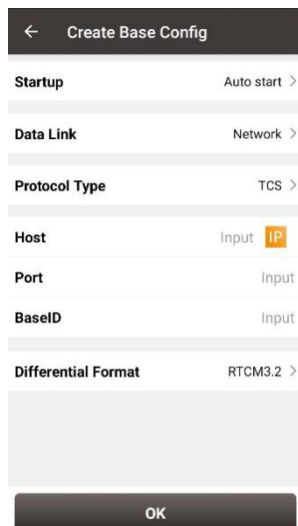 Create Base Config
Startup Auto start
Data Link Network
Protocol Type TCS
Host Input IP
Port Input
BaseID Input
Differential Format RTCM3.2
OK